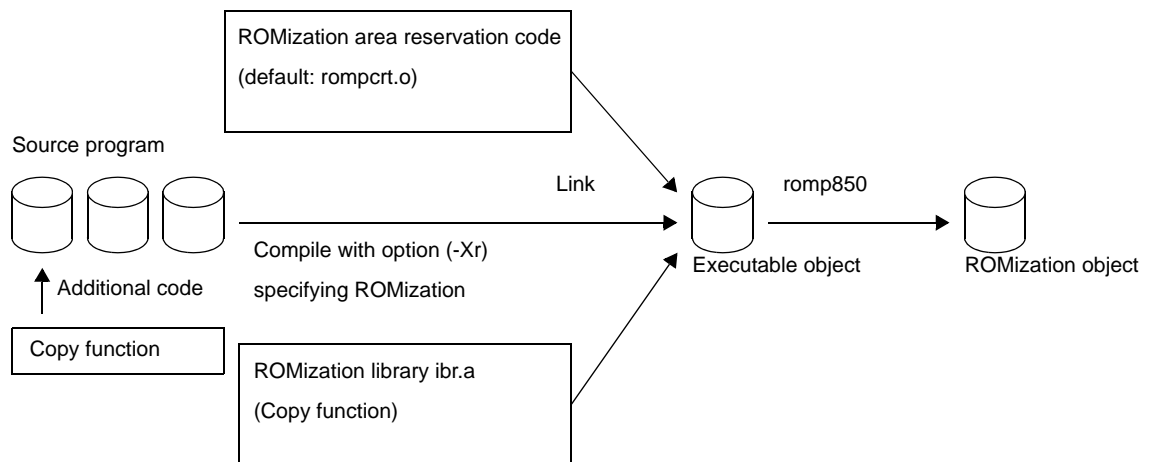 ROMization area reservation code
(default: rompcrt.o)
Source program
Link
romp850
Compile with option (-Xr)
specifying ROMization
Executable object
ROMization object
Additional code
Copy function
ROMization library ibr.a
(Copy function)